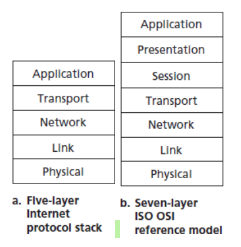 Application
Transport
Network
Link
Physical
a. Five-layer
Internet
protocol stack
Application
Presentation
Session
Transport
Network
Link
Physical
b. Seven-layer
ISO OSI
reference model